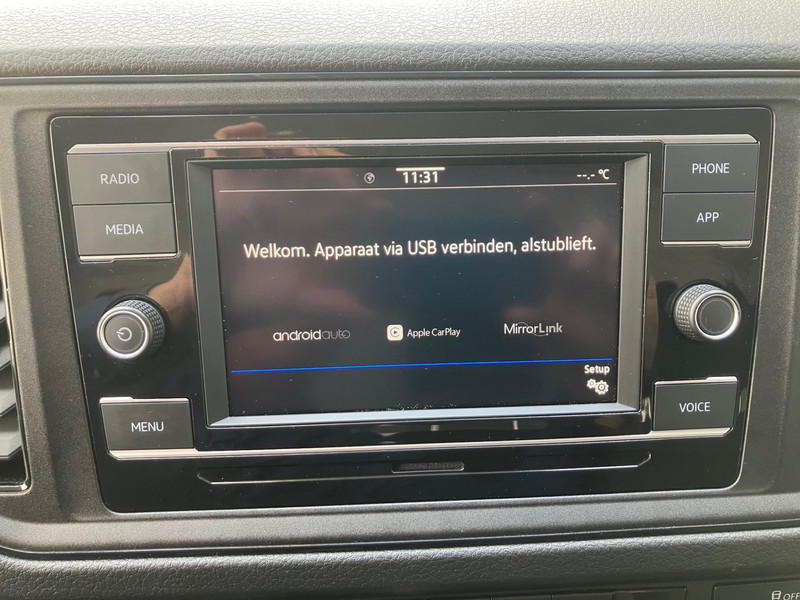 RADIO
MEDIA
MENU
11:31
--.- °C
Welkom. Apparaat via USB verbinden, alstublieft.
androidauto
Apple CarPlay
MirrorLink
Setup
PHONE
APP
VOICE
OFF